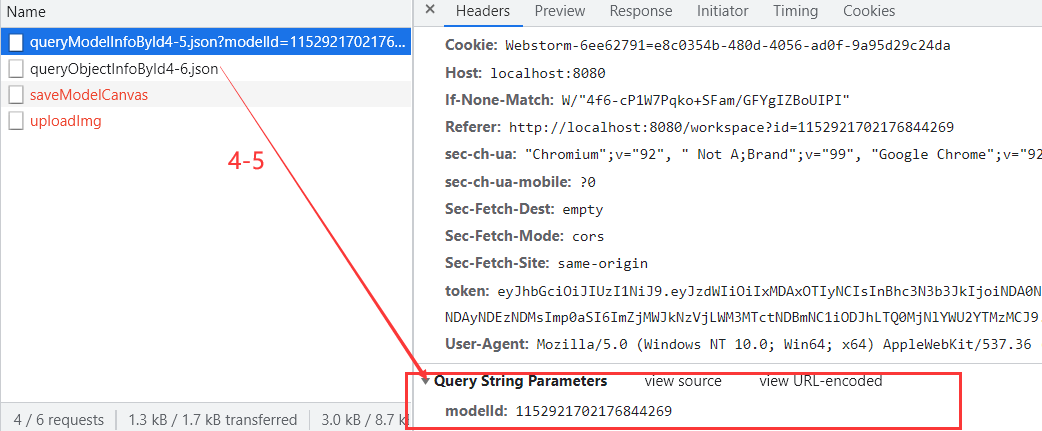 Name
queryModelInfoById4-5.json?modelId=1152921702176...
queryObjectInfoById4-6.json
saveModelCanvas
uploadImg
4-5
4 / 6 requests
1.3 kB / 1.7 kB transferred
3.0 kB / 8.7 ki
× Headers Preview Response Initiator Timing Cookies
Cookie: Webstorm-6ee62791=e8c0354b-480d-4056-ad0f-9a95d29c24da
Host: localhost:8080
If-None-Match: W/"4f6-cP1W7Pqko+SFam/GFYgIZBoUIPI"
Referer: http://localhost:8080/workspace?id=1152921702176844269
sec-ch-ua: "Chromium";v="92", " Not A;Brand";v="99", "Google Chrome";v="92
sec-ch-ua-mobile: ?0
Sec-Fetch-Dest: empty
Sec-Fetch-Mode: cors
Sec-Fetch-Site: same-origin
token: eyJhbGciOiJIUzI1NiJ9.eyJzdWIiOiIxMDAxOTIyNCIsInBhc3N3b3JkIjoiNDA0N
NDAyNDEzNDMsImp0aSI6ImZjMWJkNzVjLWM3MTctNDBmNC1iODJhLTQ0MjNlYWU2YTMzMCJ9.
User-Agent: Mozilla/5.0 (Windows NT 10.0; Win64; x64) AppleWebKit/537.36
Query String Parameters view source view URL-encoded
modelId: 1152921702176844269